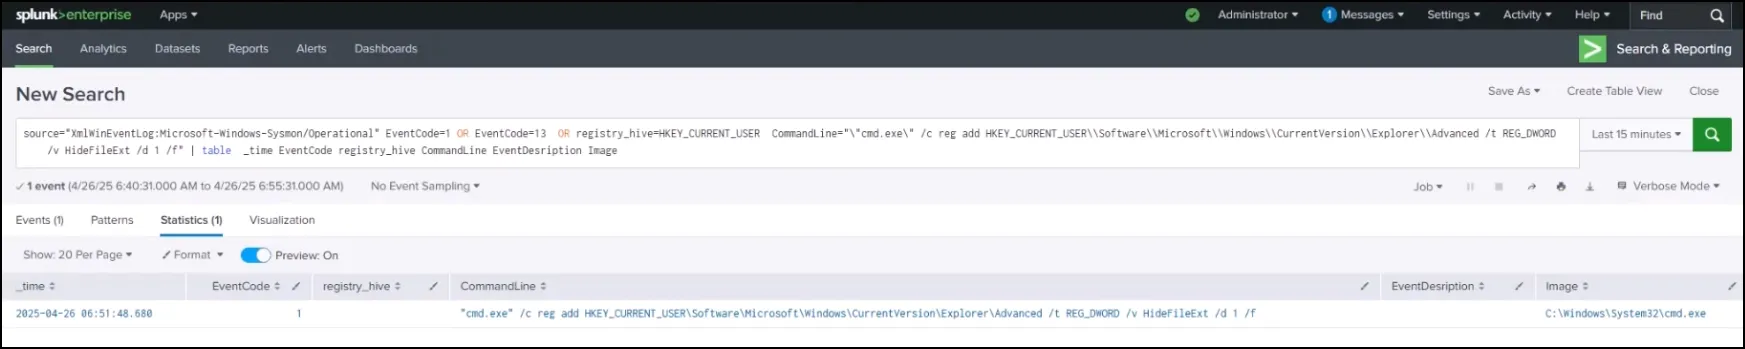 splunk>enterprise Apps Administrator 1 Messages Settings Activity Help Find
Search Analytics Datasets Reports Alerts Dashboards > Search & Reporting
New Search Save As Create Table View Close
source="XmlWinEventLog:Microsoft-Windows-Sysmon/Operational" EventCode=1 OR EventCode=13 OR registry_hive=HKEY_CURRENT_USER CommandLine="\"cmd.exe\" /c reg add HKEY_CURRENT_USER\\Software\\Microsoft\\Windows\\CurrentVersion\\Explorer\\Advanced /t REG_DWORD Last 15 minutes
/v HideFileExt /d 1 /f" | table _time EventCode registry_hive CommandLine EventDesription Image
✓ 1 event (4/26/25 6:40:31.000 AM to 4/26/25 6:55:31.000 AM) No Event Sampling Job Verbose Mode
Events (1) Patterns Statistics (1) Visualization
Show: 20 Per Page Format Preview: On
_time EventCode registry_hive CommandLine EventDesription Image
2025-04-26 06:51:48.680 1 "cmd.exe" /c reg add HKEY_CURRENT_USER\Software\Microsoft\Windows\CurrentVersion\Explorer\Advanced /t REG_DWORD /v HideFileExt /d 1 /f C:\Windows\System32\cmd.exe